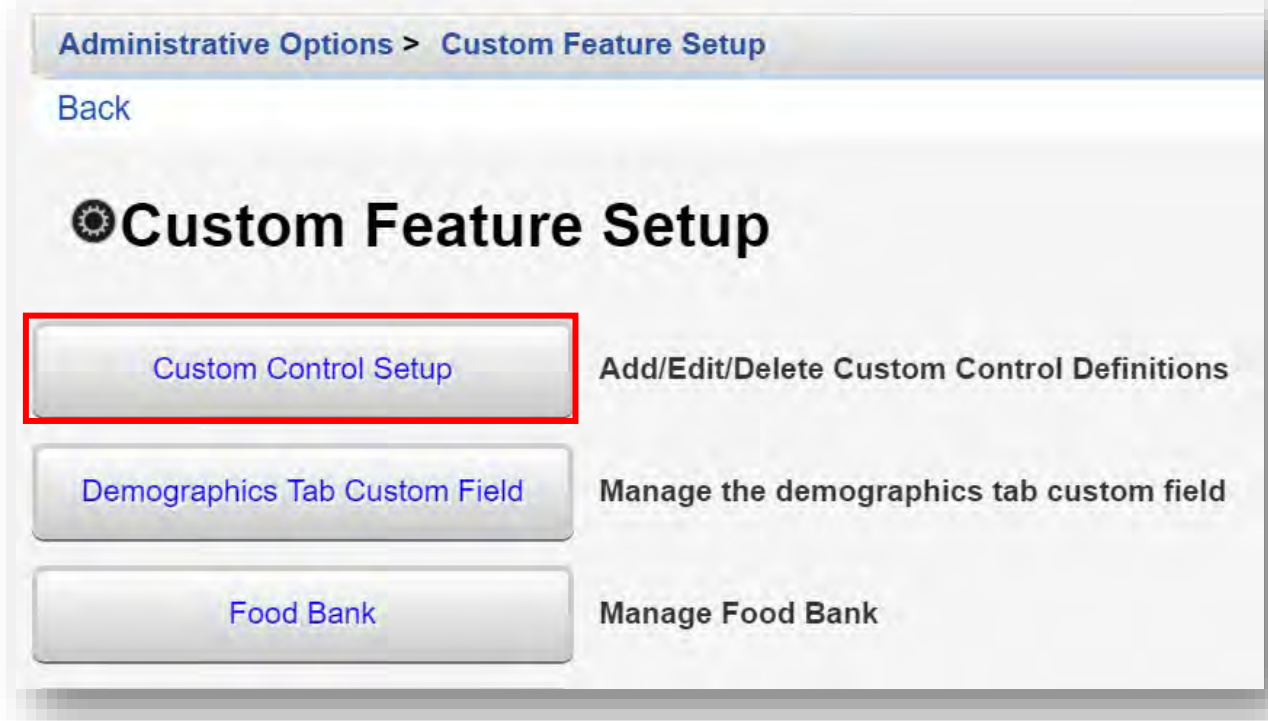 Administrative Options > Custom Feature Setup
Back
Custom Feature Setup
Custom Control Setup Add/Edit/Delete Custom Control Definitions
Demographics Tab Custom Field Manage the demographics tab custom field
Food Bank Manage Food Bank